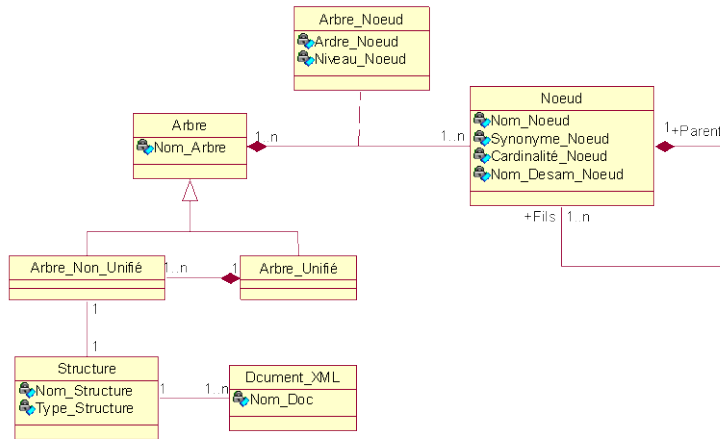 Arbre_Noeud
Ardre_Noeud
Niveau_Noeud
Arbre
Nom_Arbre
1..n
1..n
Noeud
Nom_Noeud
Synonyme_Noeud
Cardinalité_Noeud
Nom_Desam_Noeud
1
+Parent
+Fils
1..n
Arbre_Non_Unifié
1..n
1
Arbre_Unifié
1
1
Structure
Nom_Structure
Type_Structure
1
1..n
Dcument_XML
Nom_Doc